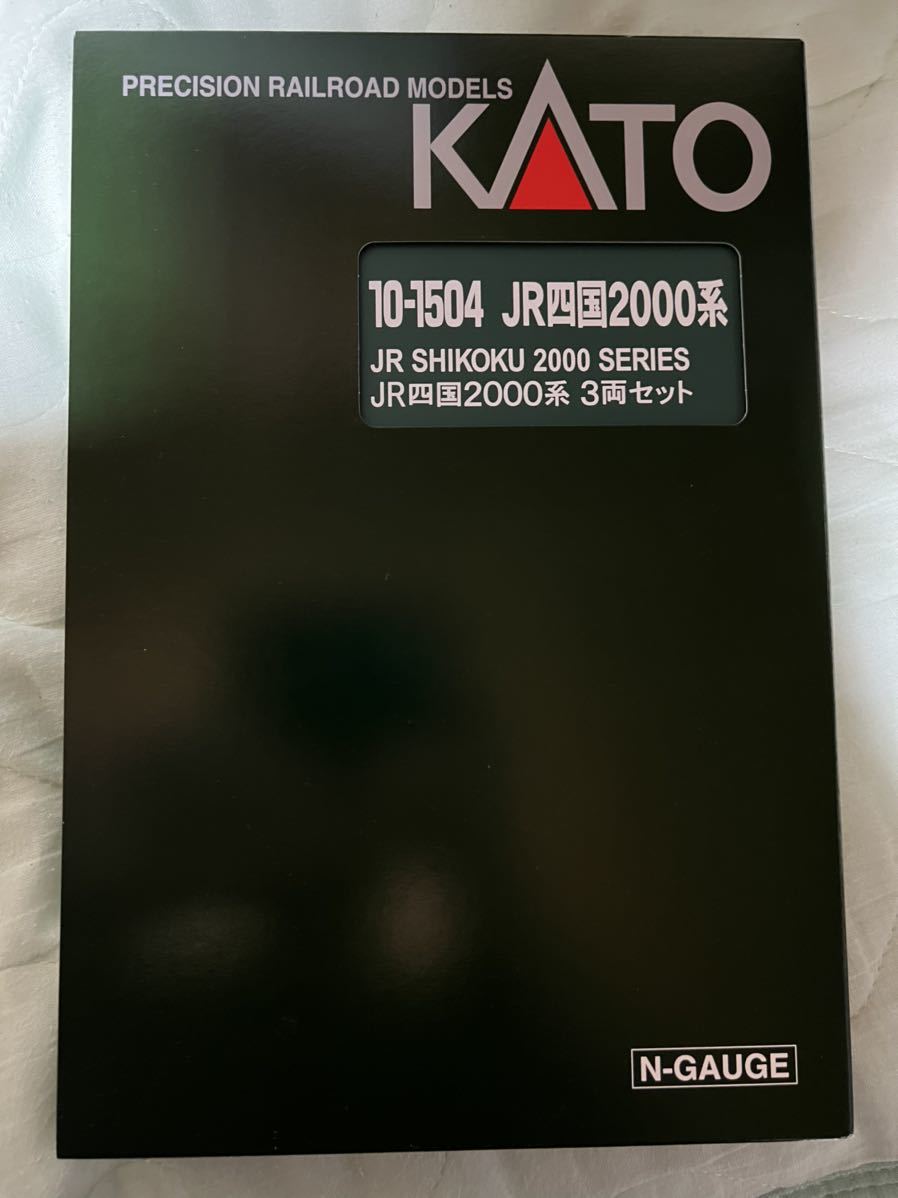 PRECISION RAILROAD MODELS
KATO
10-1504 JR四国2000系
JR SHIKOKU 2000 SERIES
JR四国2000系 3両セット
N-GAUGE